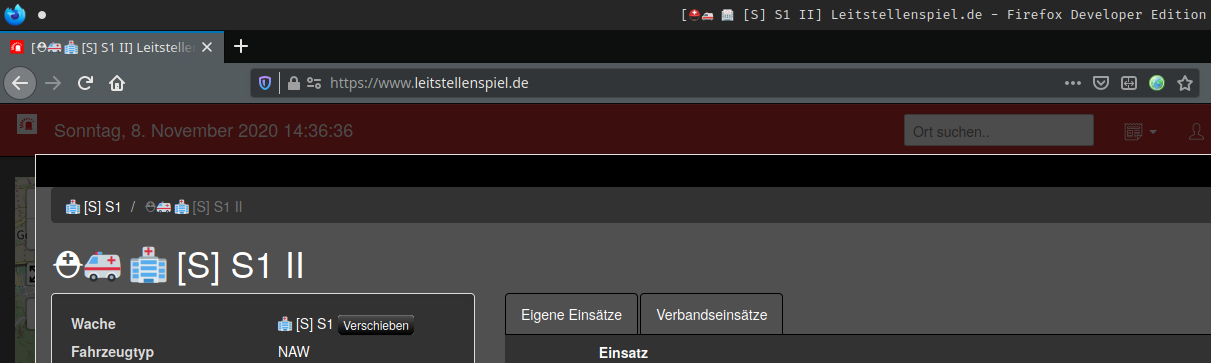 [⛑🚑 🏥 [S] S1 II] Leitstellenspiel.de - Firefox Developer Edition
[⛑🚑🏥 [S] S1 II] Leitstellen
https://www.leitstellenspiel.de
Sonntag, 8. November 2020 14:36:36
Ort suchen..
🏥 [S] S1 / ⛑🚑🏥 [S] S1 II
⛑🚑🏥 [S] S1 II
Wache 🏥 [S] S1 Verschieben
Fahrzeugtyp NAW
Eigene Einsätze Verbandseinsätze
Einsatz